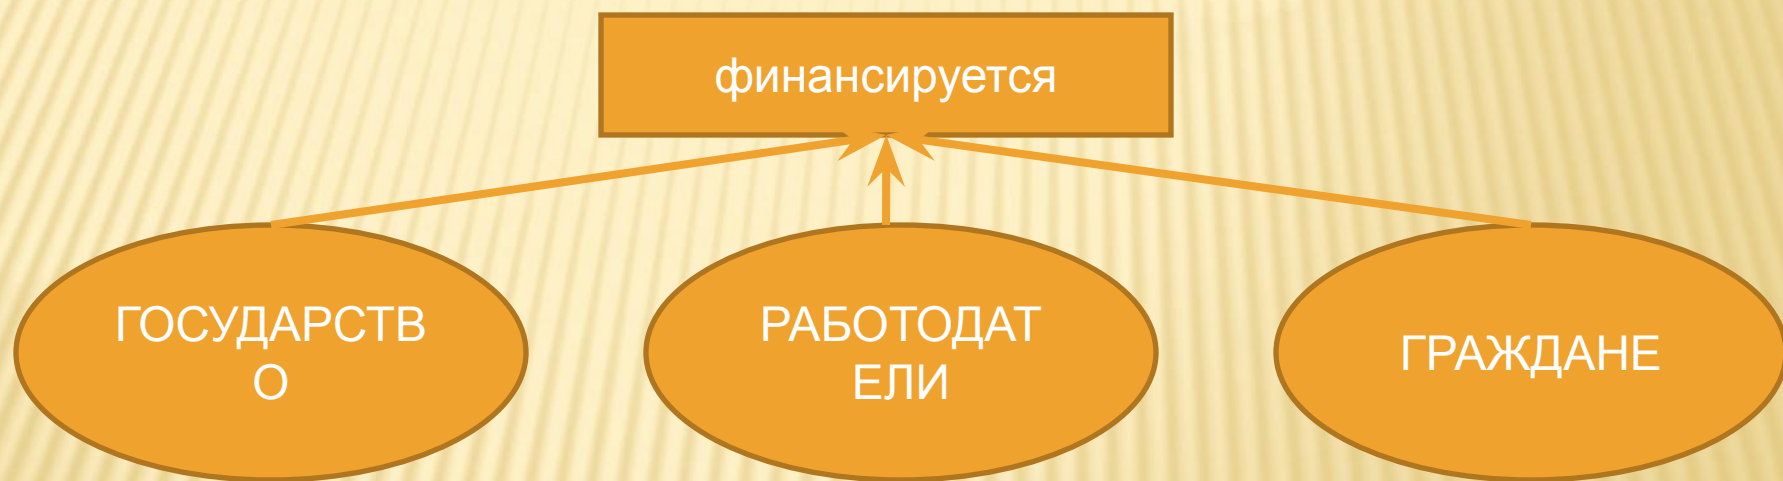 финансируется
ГОСУДАРСТВ
О
РАБОТОДАТ
ЕЛИ
ГРАЖДАНЕ